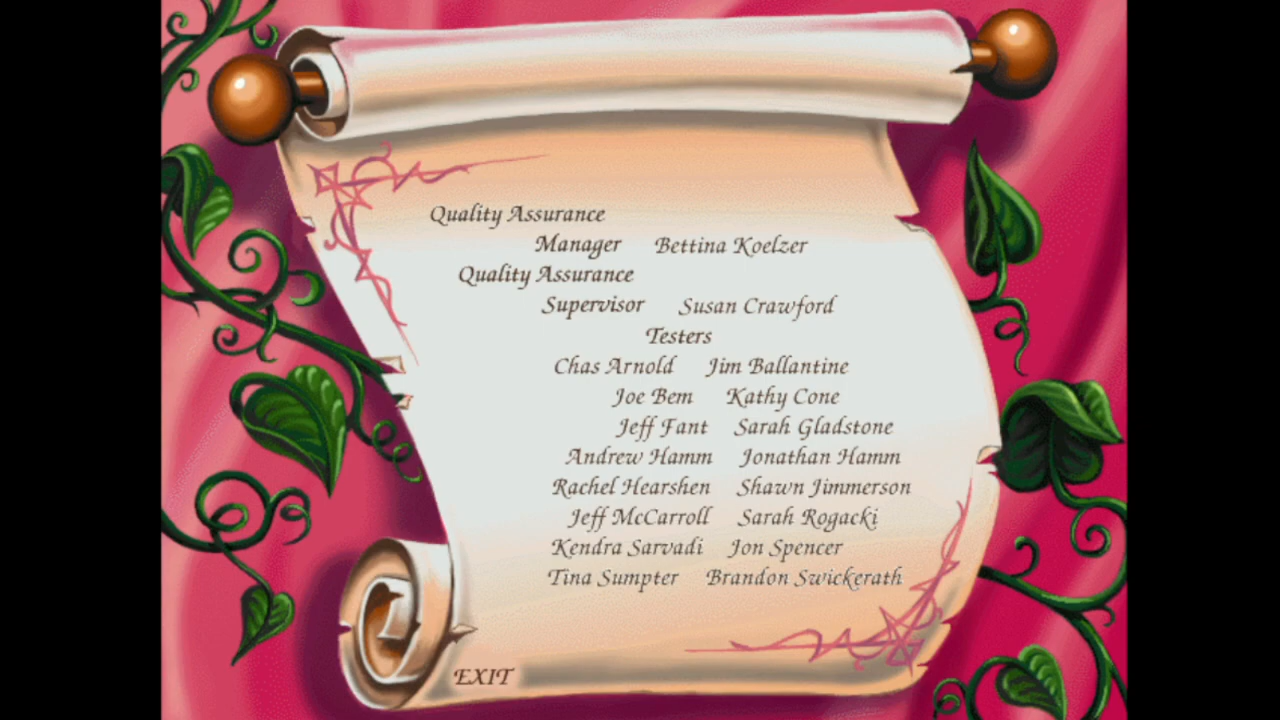 Quality Assurance
Manager Bettina Koelzer
Quality Assurance
Supervisor Susan Crawford
Testers
Chas Arnold Jim Ballantine
Joe Bem Kathy Cone
Jeff Fant Sarah Gladstone
Andrew Hamm Jonathan Hamm
Rachel Hearshen Shawn Jimmerson
Jeff McCarroll Sarah Rogacki
Kendra Sarvadi Jon Spencer
Tina Sumpter Brandon Swickerath
EXIT